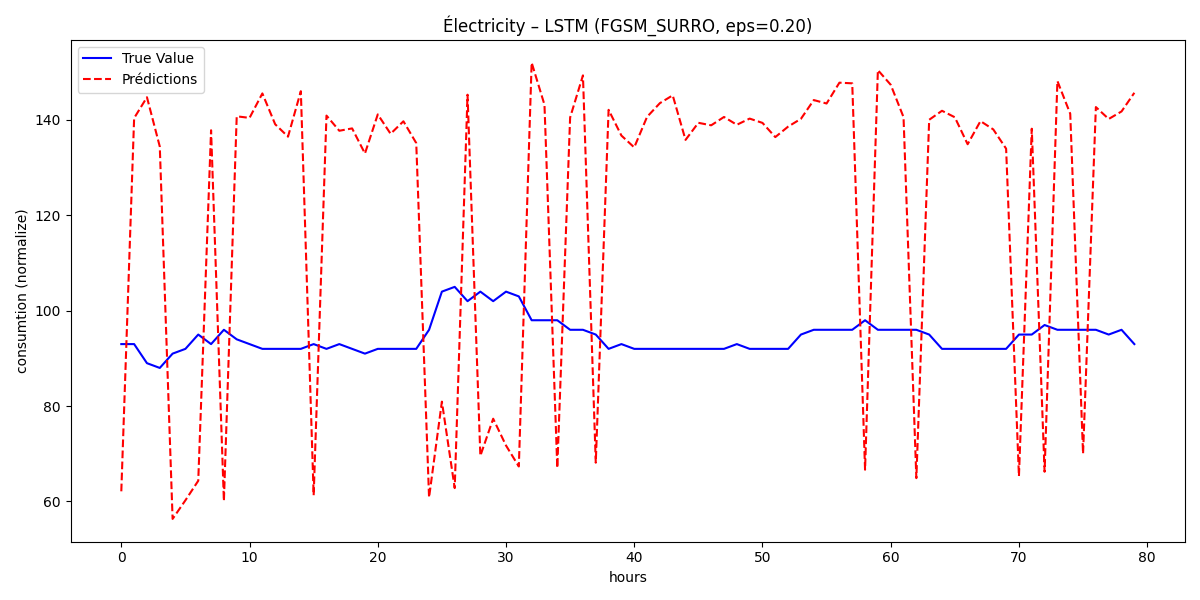 Électricity – LSTM (FGSM_SURRO, eps=0.20)
True Value
Prédictions
consumtion (normalize)
140
120
100
80
60
0 10 20 30 40 50 60 70 80
hours